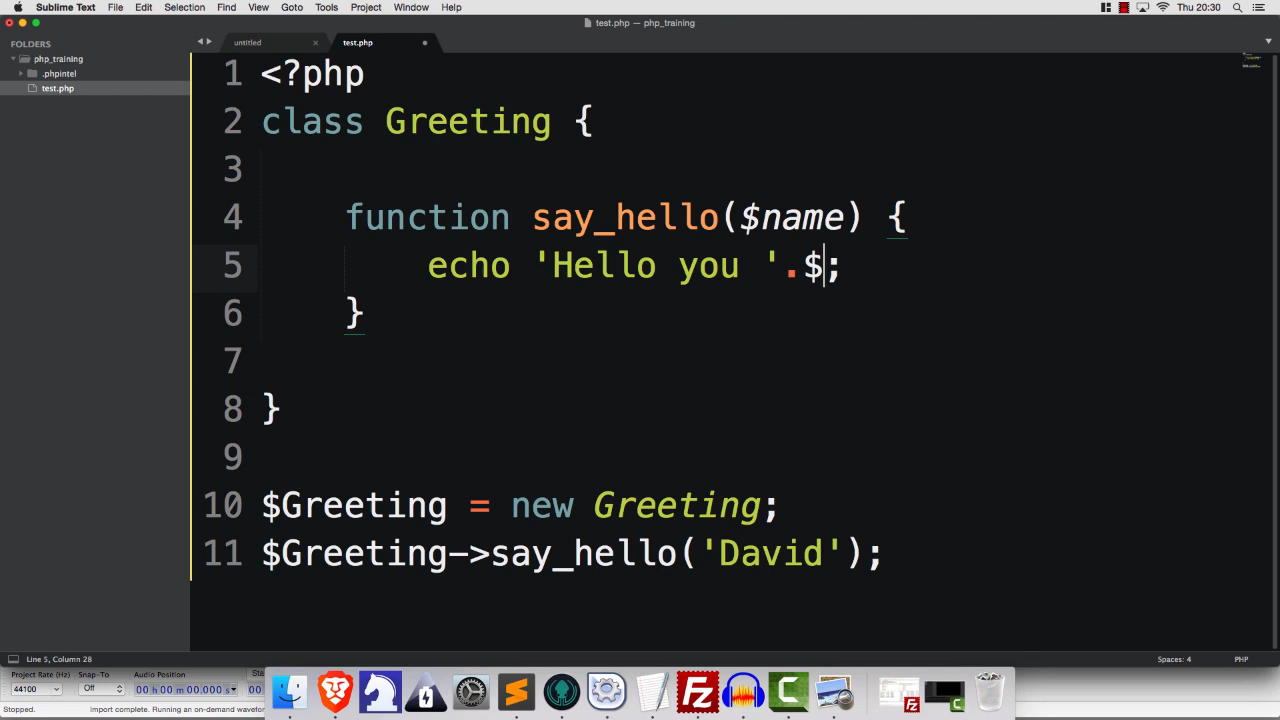 Sublime Text File Edit Selection Find View Goto Tools Project Window Help Thu 20:30
test.php — php_training
FOLDERS
php_training
.phpintel
test.php
untitled × test.php
1 <?php
2 class Greeting {
3
4 function say_hello($name) {
5 echo 'Hello you '.$;
6 }
7
8 }
9
10 $Greeting = new Greeting;
11 $Greeting->say_hello('David');
Line 5, Column 28 Spaces: 4 PHP
Project Rate (Hz) Snap-To Audio Position
44100 Off 00 h 00 m 00.000 s 00
Stopped. Import complete. Running an on-demand
Fz